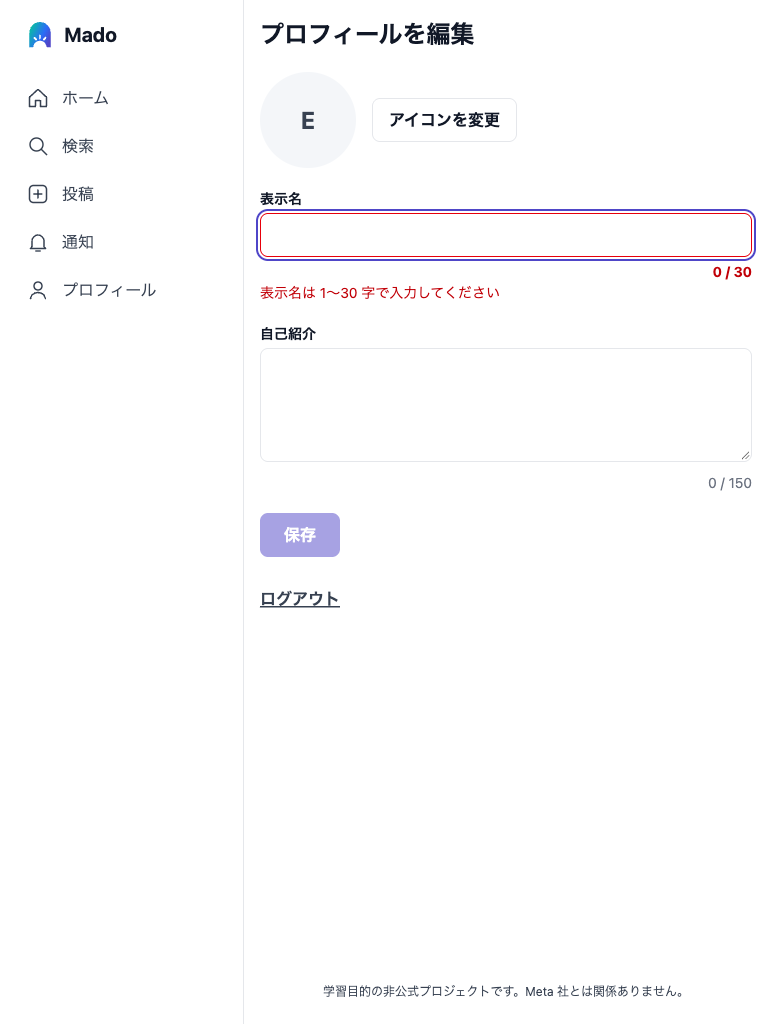 Mado
ホーム
検索
投稿
通知
プロフィール
プロフィールを編集
E
アイコンを変更
表示名
0 / 30
表示名は 1〜30 字で入力してください
自己紹介
0 / 150
保存
ログアウト
学習目的の非公式プロジェクトです。Meta 社とは関係ありません。